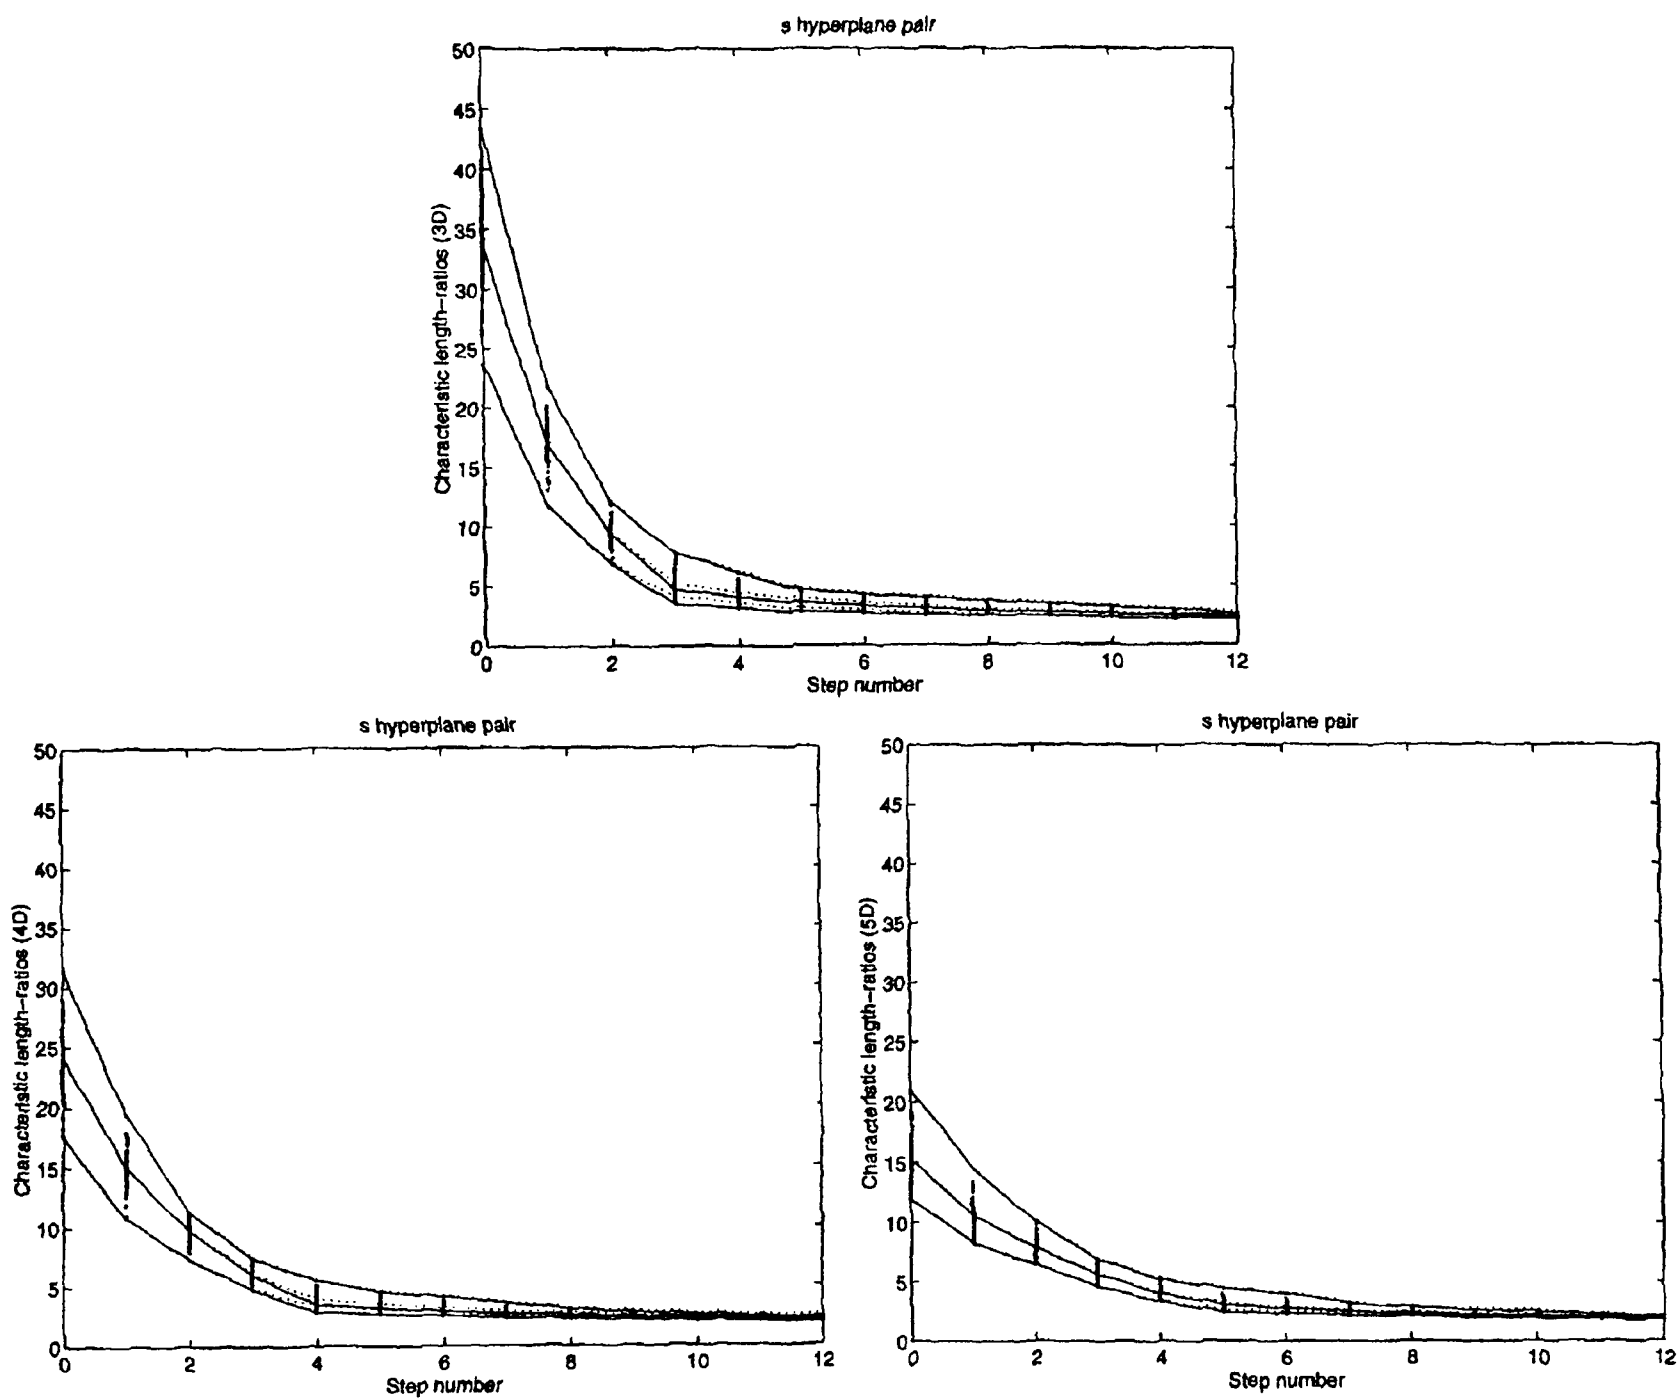 s hyperplane pair
50
45
40
35
30
25
20
15
10
5
0
Characteristic length-ratios (3D)
0 2 4 6 8 10 12
Step number
s hyperplane pair
50
45
40
35
30
25
20
15
10
5
0
Characteristic length-ratios (4D)
0 2 4 6 8 10 12
Step number
s hyperplane pair
50
45
40
35
30
25
20
15
10
5
0
Characteristic length-ratios (5D)
0 2 4 6 8 10 12
Step number